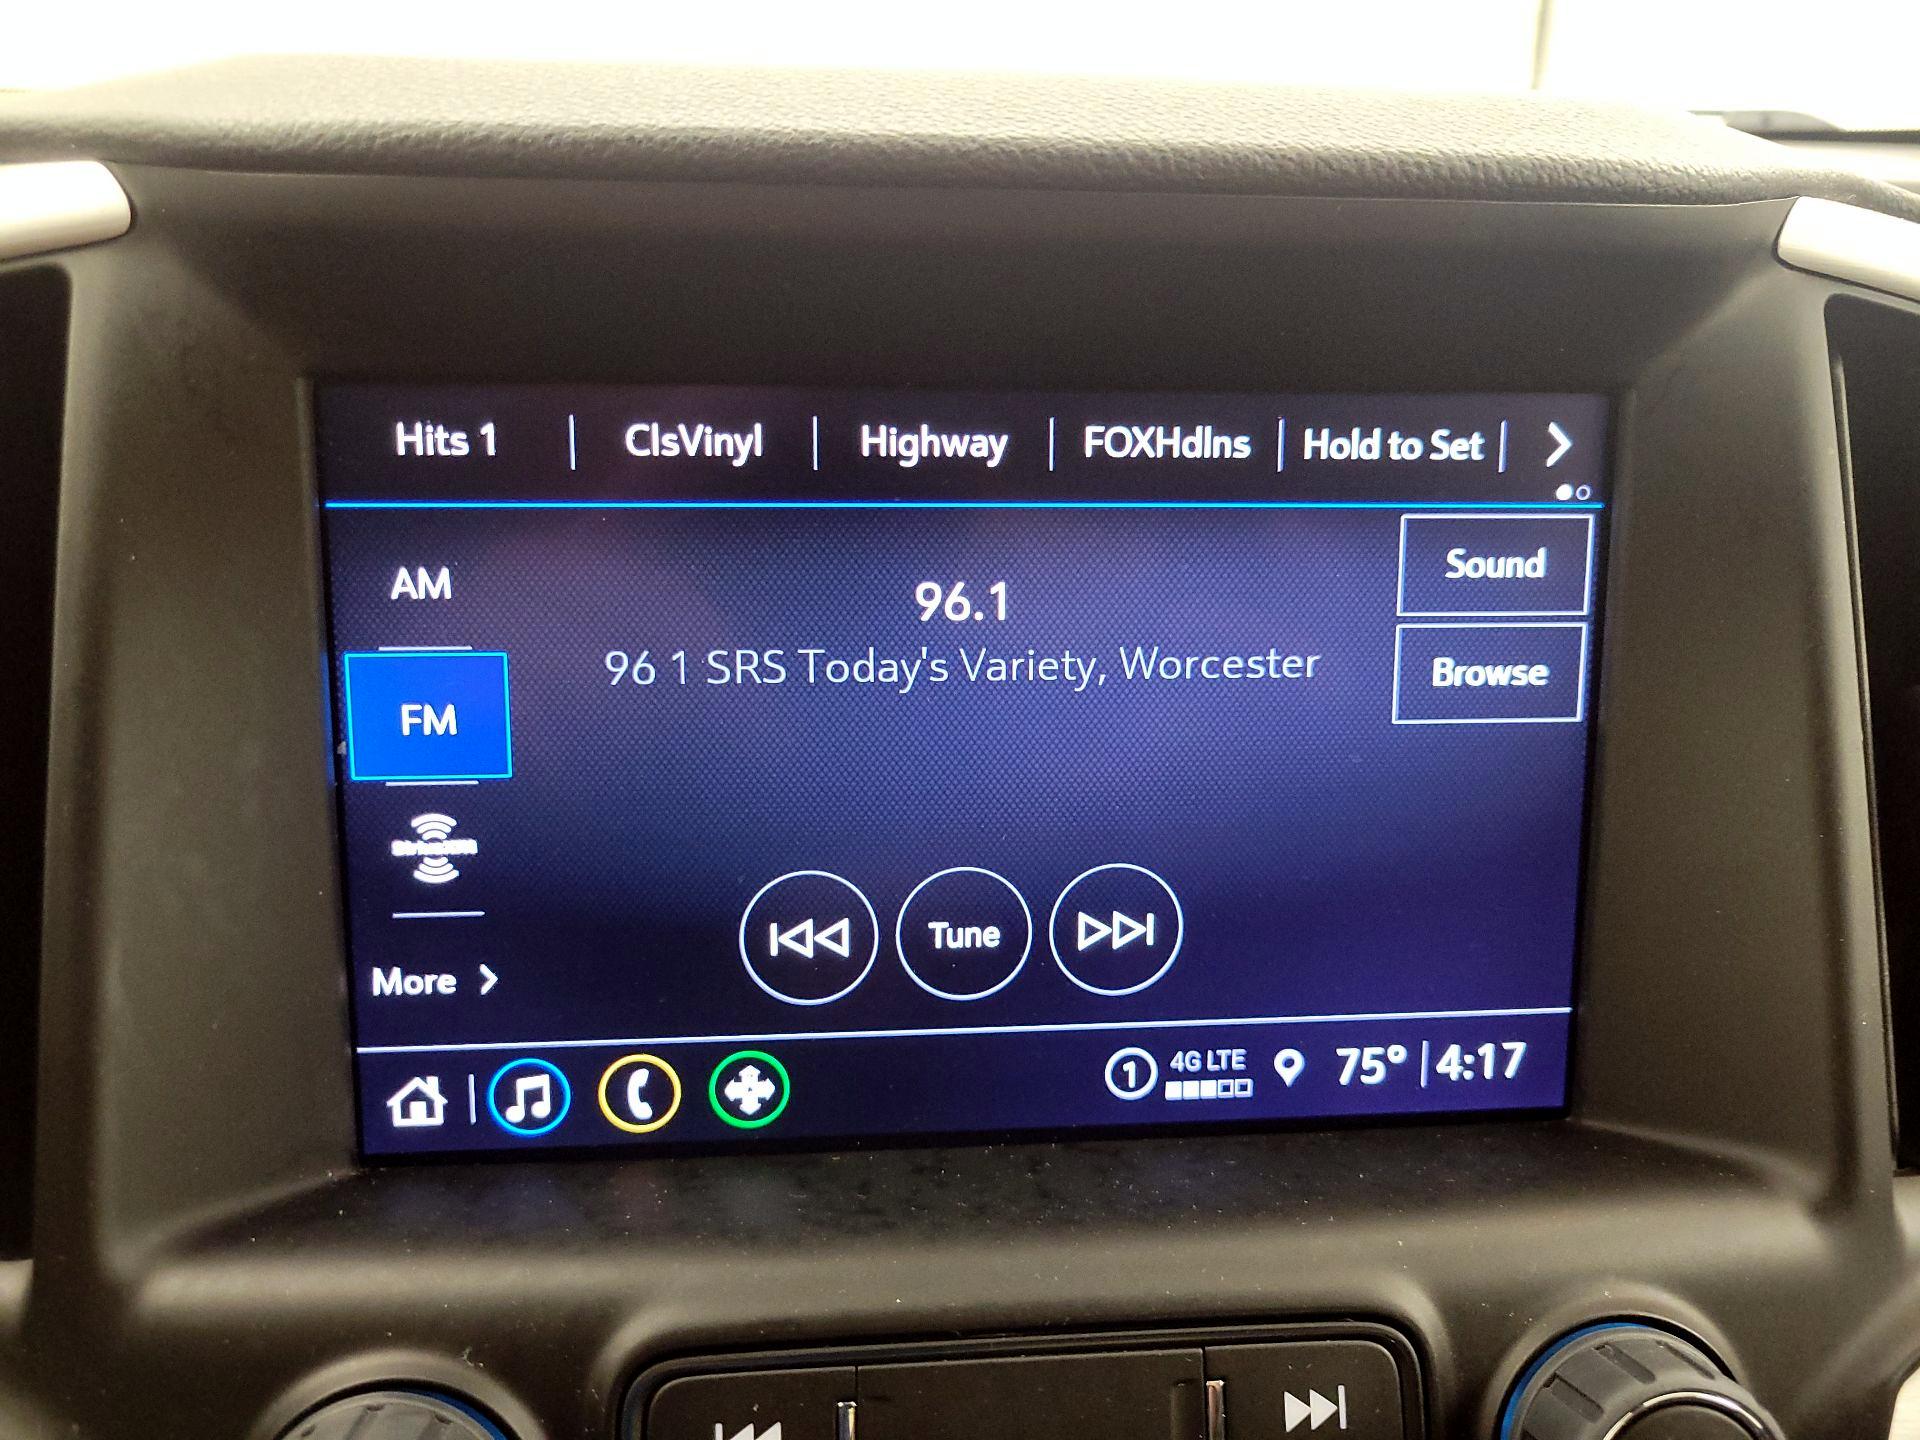 Hits 1 | ClsVinyl | Highway | FOXHdlns | Hold to Set |
AM
96.1
Sound
96 1 SRS Today's Variety, Worcester
Browse
FM
SiriusXM
Tune
More
1 4G LTE 75° | 4:17